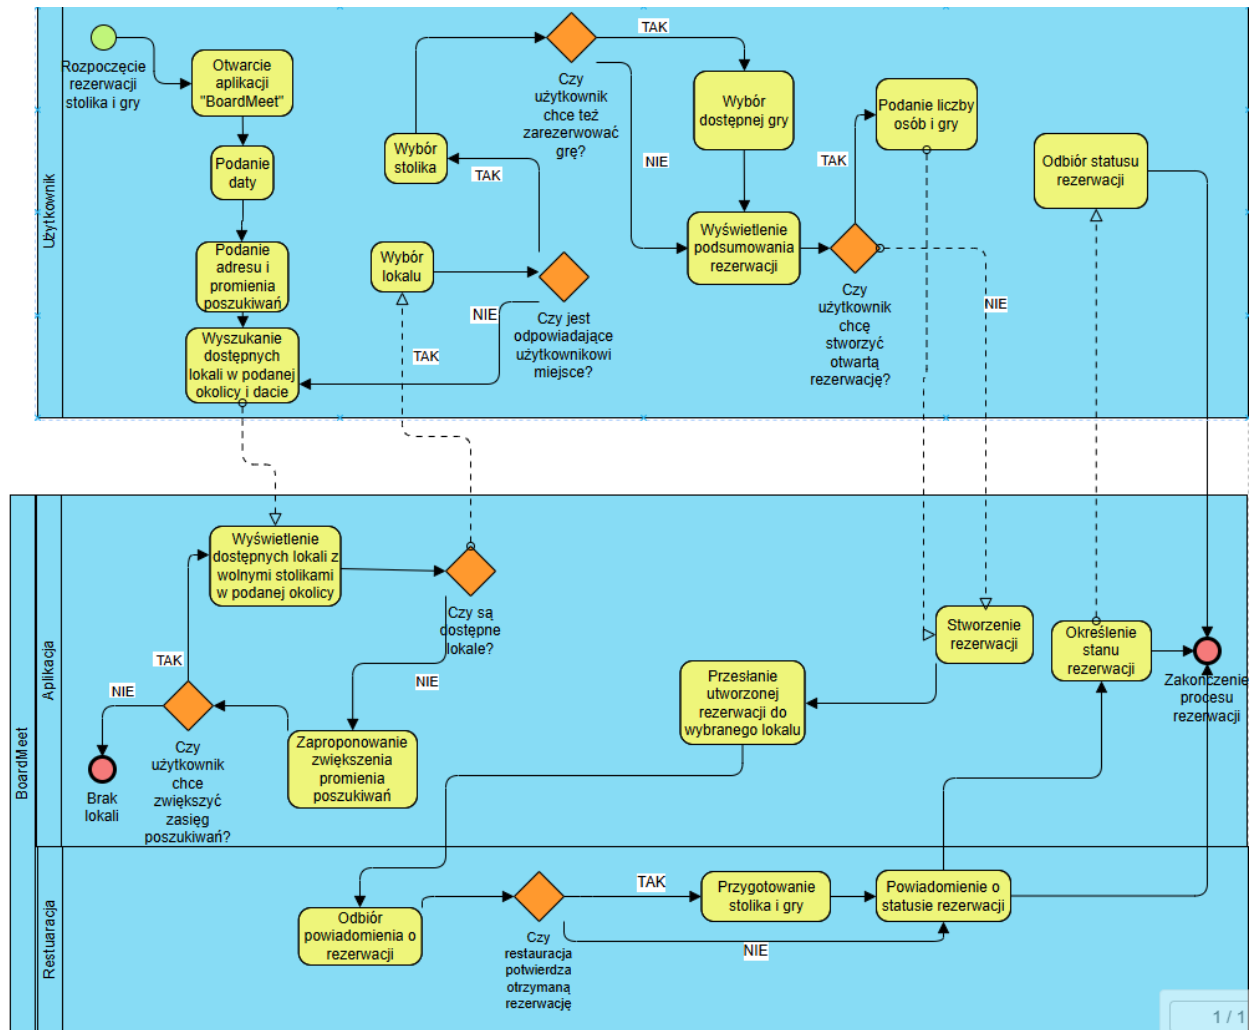 Użytkownik
Rozpoczęcie
rezerwacji
stolika i gry
Otwarcie
aplikacji
"BoardMeet"
Podanie
daty
Podanie
adresu i
promienia
poszukiwań
Wyszukanie
dostępnych
lokali w podanej
okolicy i dacie
Wybór
stolika
TAK
Wybór
lokalu
NIE
Czy jest
odpowiadające
użytkownikowi
miejsce?
TAK
Czy
użytkownik
chce też
zarezerwować
grę?
TAK
NIE
Wybór
dostępnej gry
Wyświetlenie
podsumowania
rezerwacji
TAK
Czy
użytkownik
chcę
stworzyć
otwartą
rezerwację?
Podanie liczby
osób i gry
NIE
Odbiór statusu
rezerwacji
BoardMeet
Aplikacja
Wyświetlenie
dostępnych lokali z
wolnymi stolikami
w podanej okolicy
Czy są
dostępne
lokale?
TAK
NIE
NIE
Brak
lokali
Czy
użytkownik
chce
zwiększyć
zasięg
poszukiwań?
Zaproponowanie
zwiększenia
promienia
poszukiwań
Przesłanie
utworzonej
rezerwacji do
wybranego lokalu
Stworzenie
rezerwacji
Określenie
stanu
rezerwacji
Zakończenie
procesu
rezerwacji
Restuaracja
Odbiór
powiadomienia o
rezerwacji
Czy
restauracja
potwierdza
otrzymaną
rezerwację
TAK
NIE
Przygotowanie
stolika i gry
Powiadomienie o
statusie rezerwacji
1 / 1